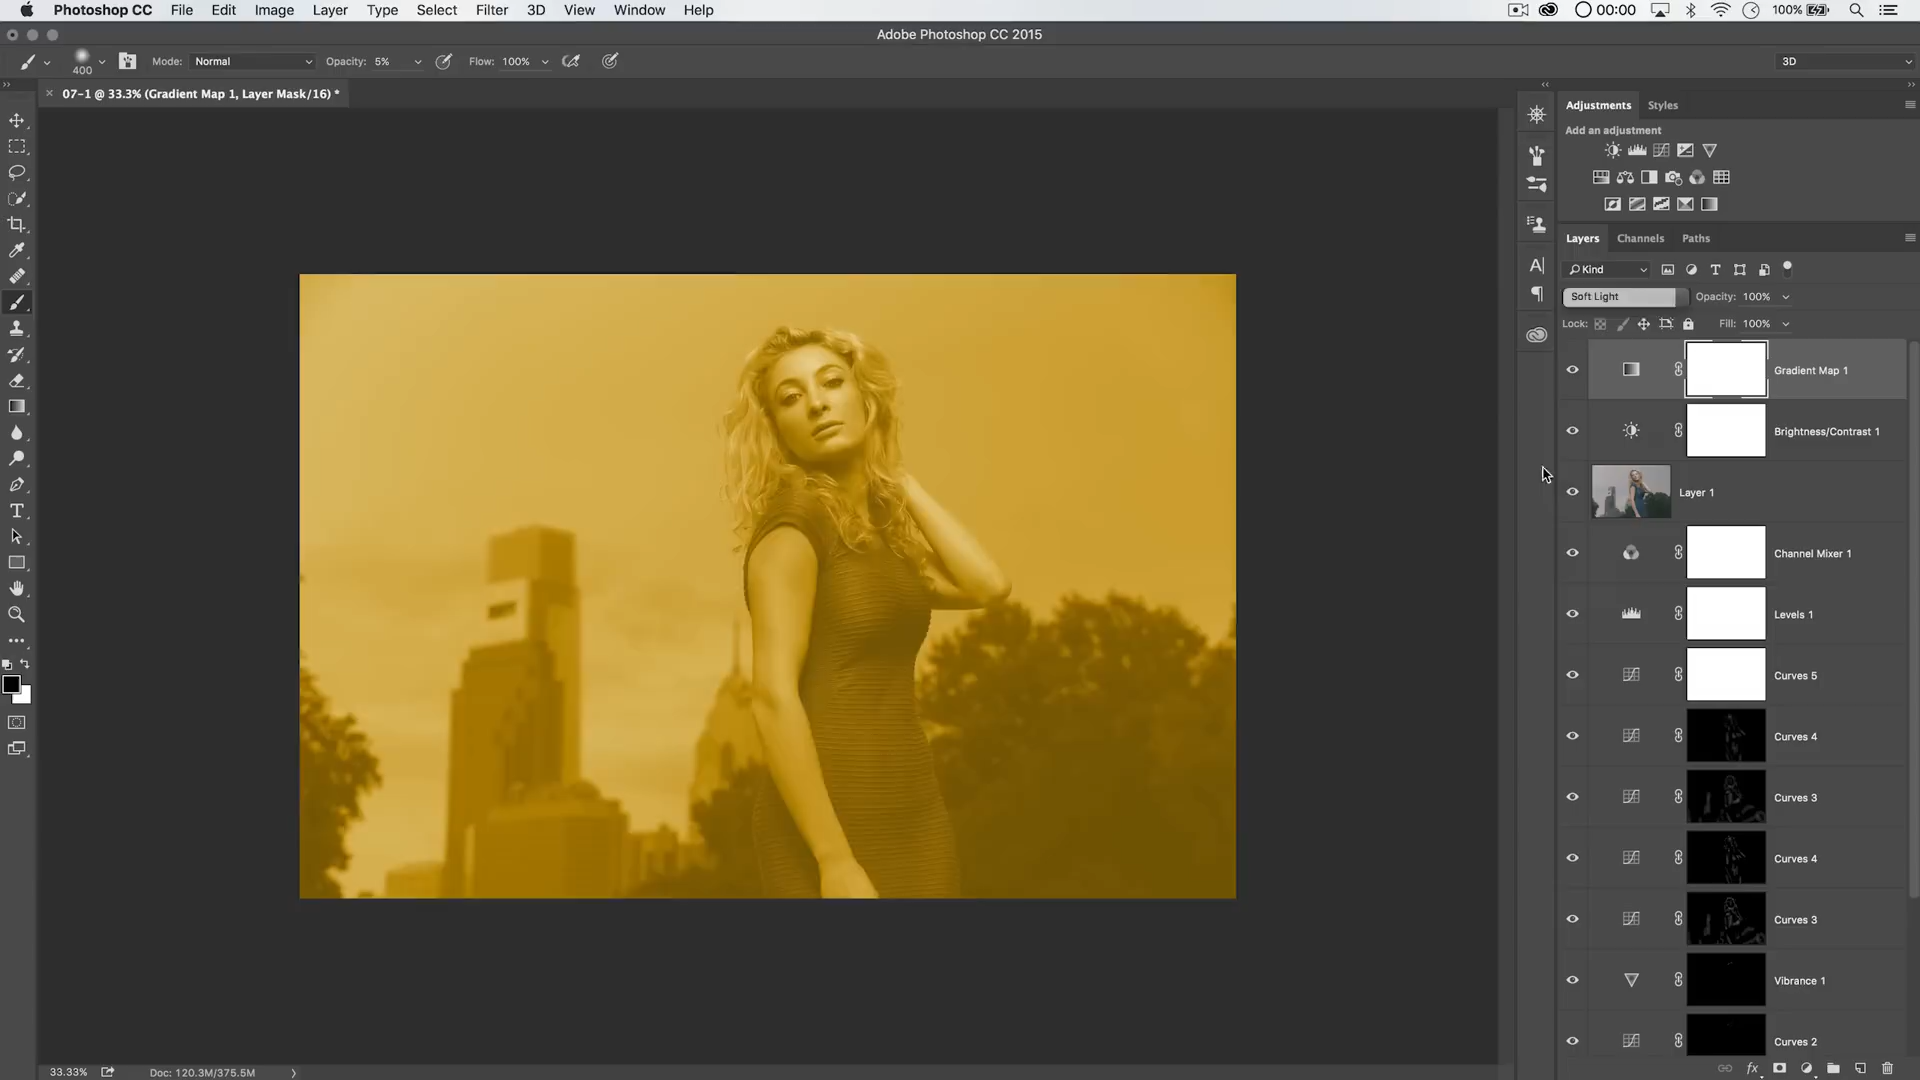 Photoshop CC File Edit Image Layer Type Select Filter 3D View Window Help 00:00 100%
Adobe Photoshop CC 2015
400 Mode: Normal Opacity: 5% Flow: 100% 3D
07-1 @ 33.3% (Gradient Map 1, Layer Mask/16) *
Adjustments Styles
Add an adjustment
Layers Channels Paths
Kind
Soft Light Opacity: 100%
Lock: Fill: 100%
Gradient Map 1
Brightness/Contrast 1
Layer 1
Channel Mixer 1
Levels 1
Curves 5
Curves 4
Curves 3
Curves 4
Curves 3
Vibrance 1
Curves 2
33.33% Doc: 120.3M/375.5M